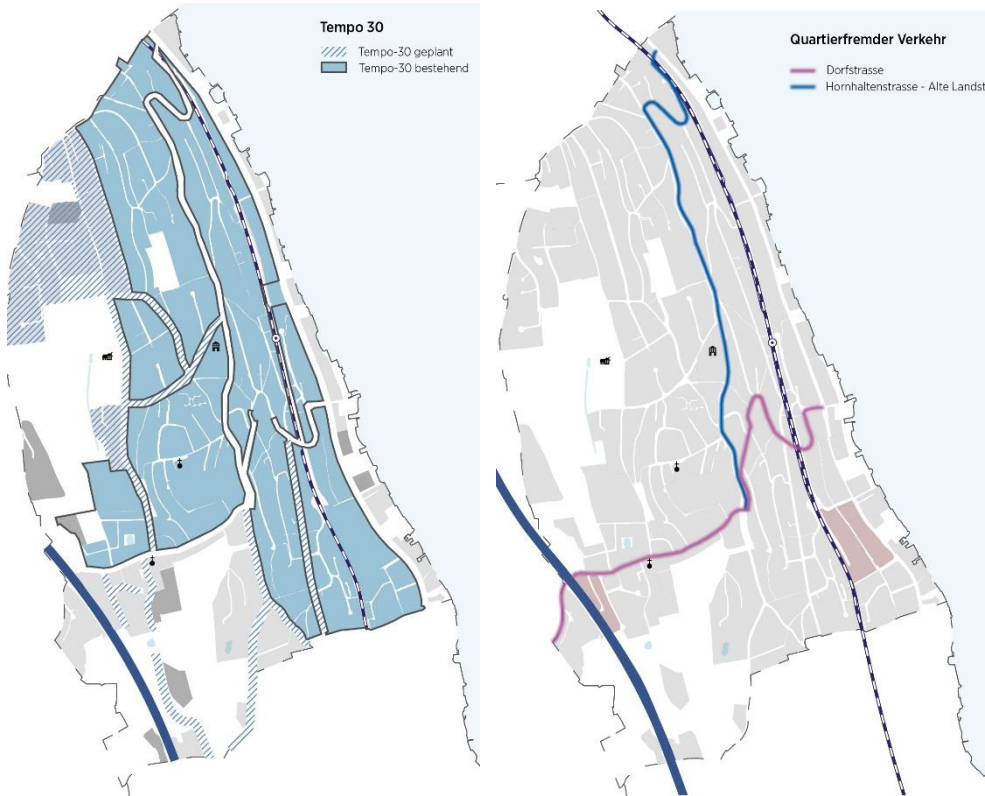 Tempo 30
Tempo-30 geplant
Tempo-30 bestehend
Quartierfremder Verkehr
Dorfstrasse
Hornhaltenstrasse - Alte Landst